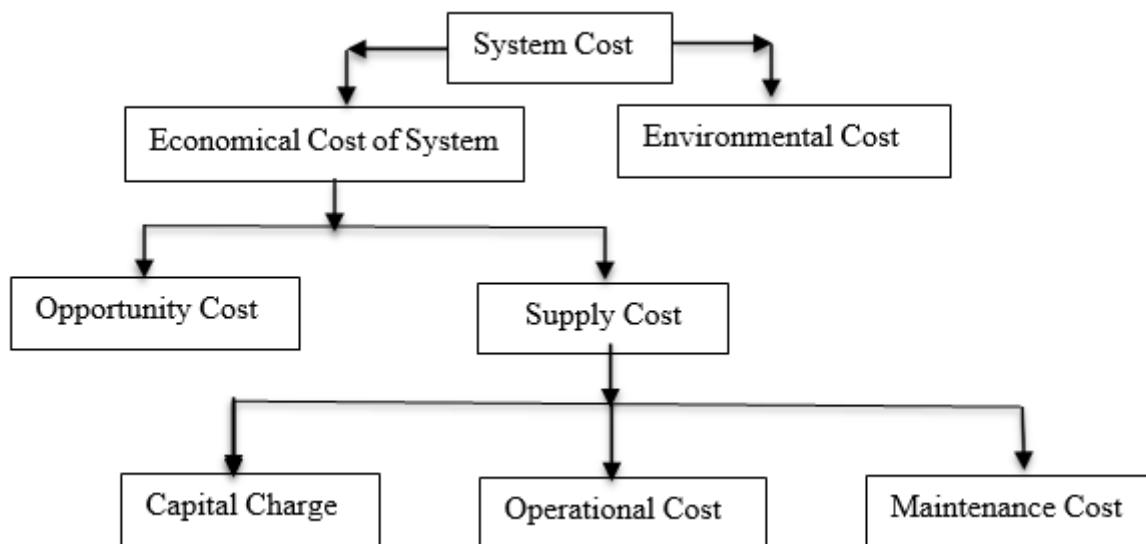 System Cost
Economical Cost of System
Environmental Cost
Opportunity Cost
Supply Cost
Capital Charge
Operational Cost
Maintenance Cost